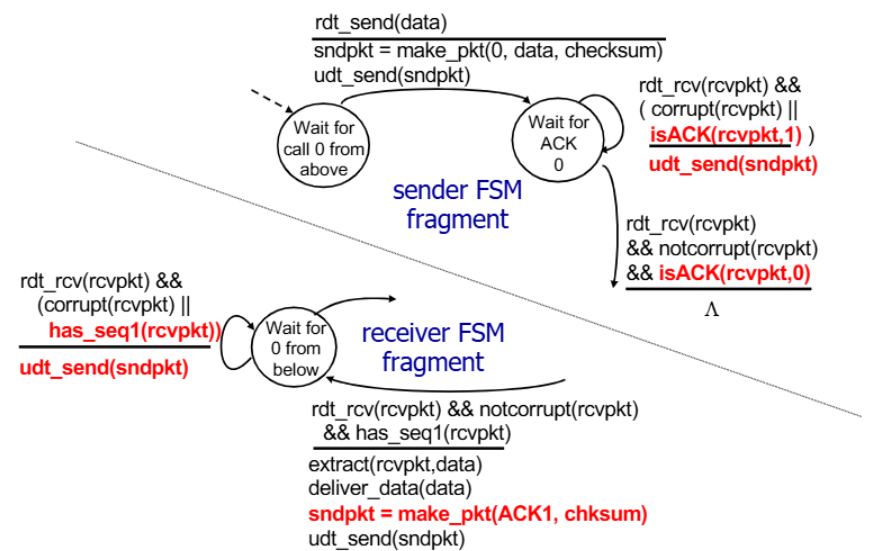 rdt_send(data)
sndpkt = make_pkt(0, data, checksum)
udt_send(sndpkt)
Wait for
call 0 from
above
Wait for
ACK
0
rdt_rcv(rcvpkt) &&
( corrupt(rcvpkt) ||
isACK(rcvpkt,1) )
udt_send(sndpkt)
sender FSM
fragment
rdt_rcv(rcvpkt)
&& notcorrupt(rcvpkt)
&& isACK(rcvpkt,0)
Λ
rdt_rcv(rcvpkt) &&
(corrupt(rcvpkt) ||
has_seq1(rcvpkt))
udt_send(sndpkt)
Wait for
0 from
below
receiver FSM
fragment
rdt_rcv(rcvpkt) && notcorrupt(rcvpkt)
&& has_seq1(rcvpkt)
extract(rcvpkt,data)
deliver_data(data)
sndpkt = make_pkt(ACK1, chksum)
udt_send(sndpkt)